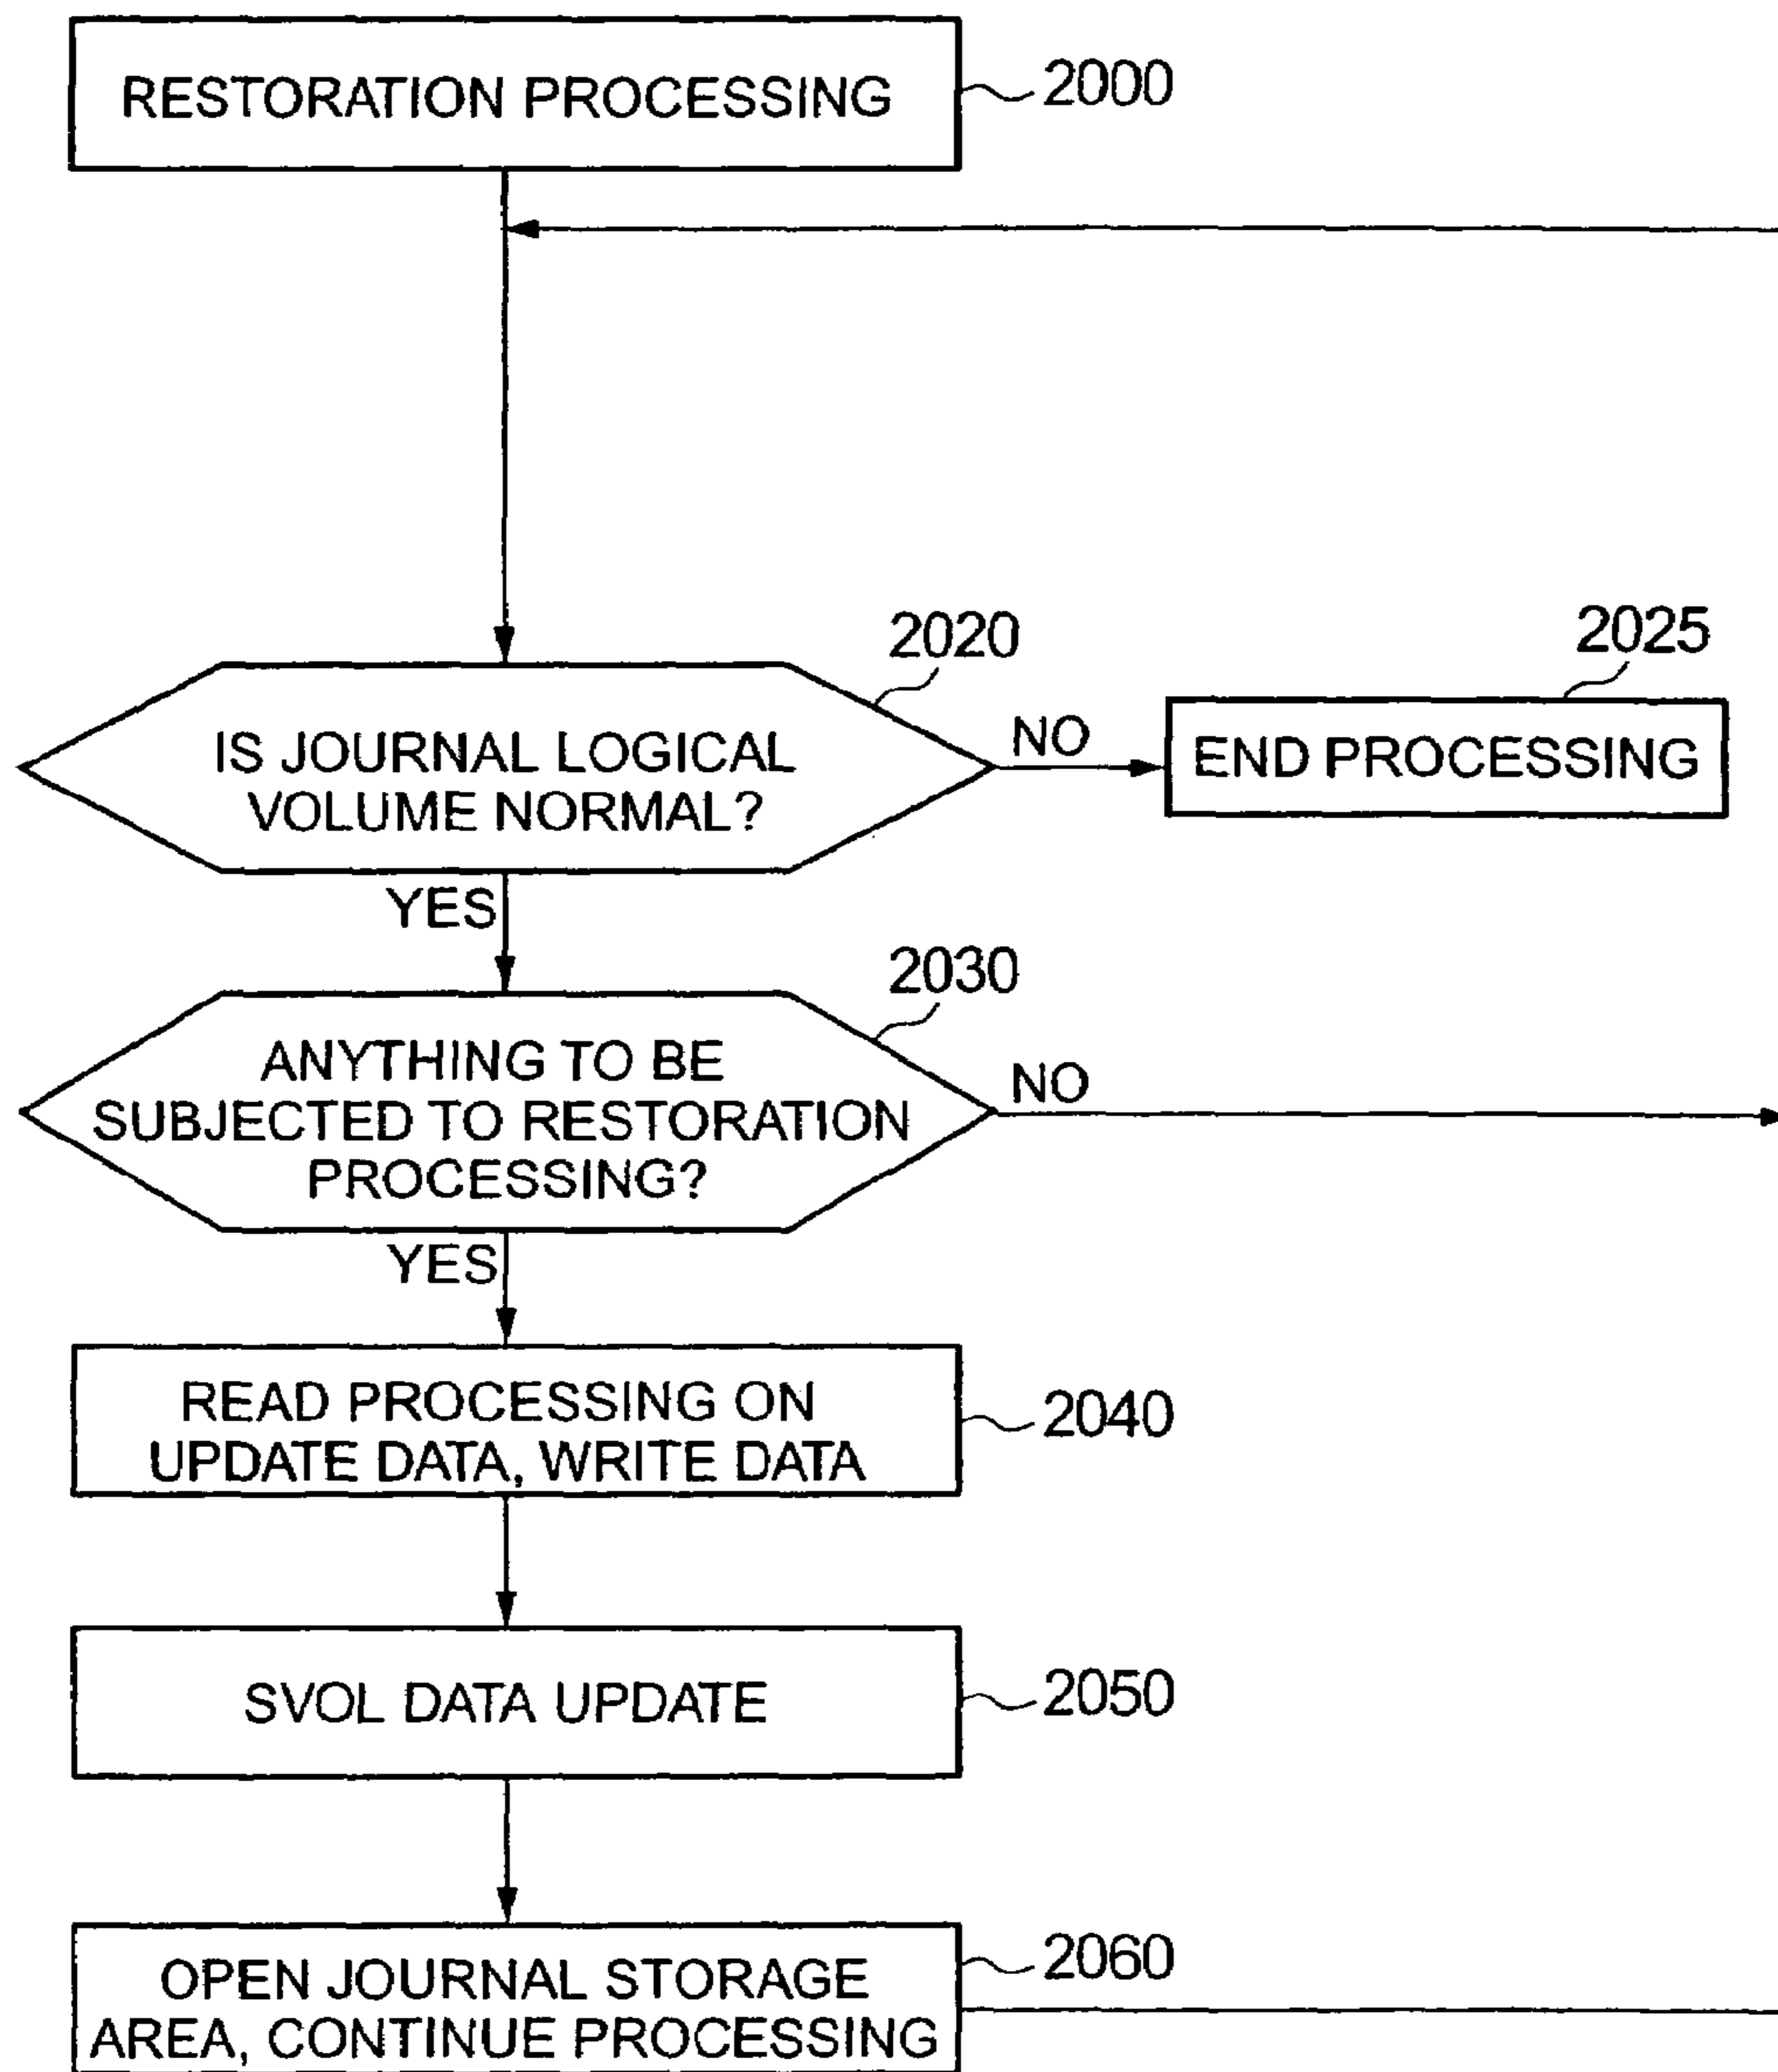 RESTORATION PROCESSING
2000
2020
2025
IS JOURNAL LOGICAL
VOLUME NORMAL?
NO
END PROCESSING
YES
2030
ANYTHING TO BE
SUBJECTED TO RESTORATION
PROCESSING?
NO
YES
READ PROCESSING ON
UPDATE DATA, WRITE DATA
2040
SVOL DATA UPDATE
2050
OPEN JOURNAL STORAGE
AREA, CONTINUE PROCESSING
2060